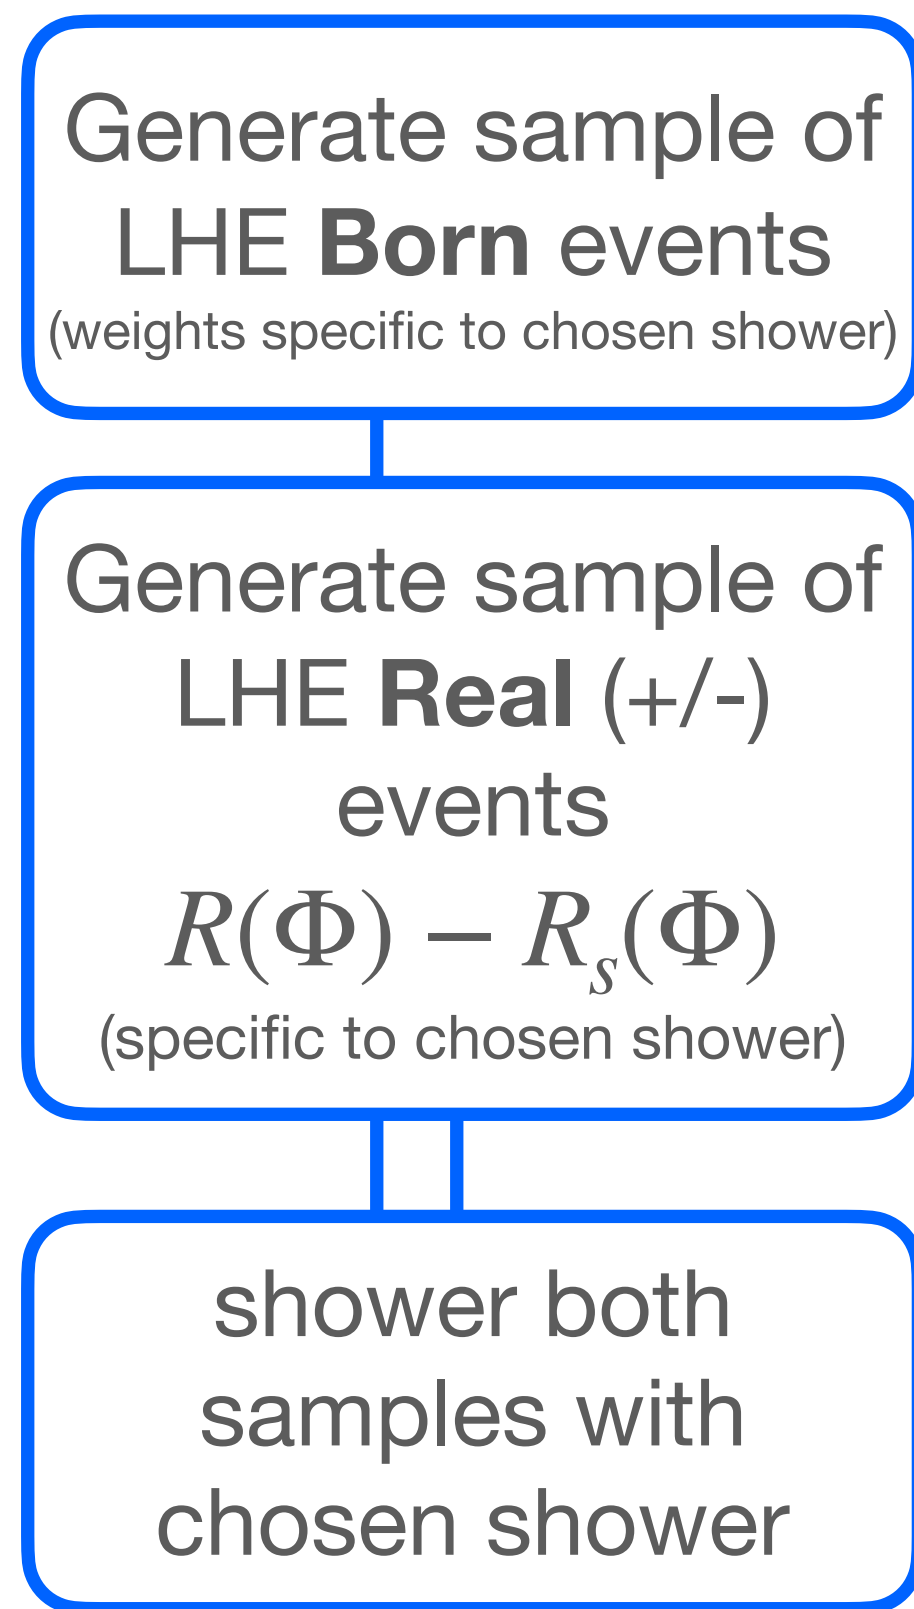 Generate sample of
LHE Born events
(weights specific to chosen shower)
Generate sample of
LHE Real (+/-)
events
R(Φ) − Rₛ(Φ)
(specific to chosen shower)
shower both
samples with
chosen shower